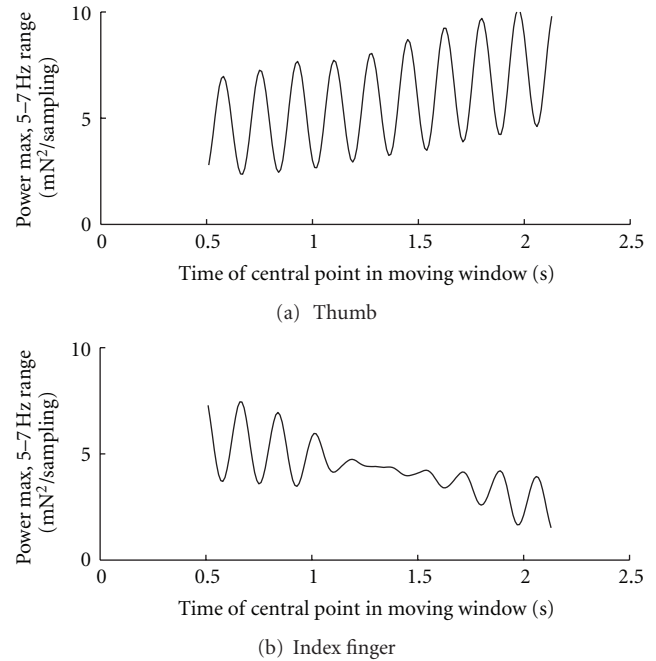 Power max, 5–7 Hz range
(mN²/sampling)
10
5
0
0 0.5 1 1.5 2 2.5
Time of central point in moving window (s)
(a) Thumb
Power max, 5–7 Hz range
(mN²/sampling)
10
5
0
0 0.5 1 1.5 2 2.5
Time of central point in moving window (s)
(b) Index finger